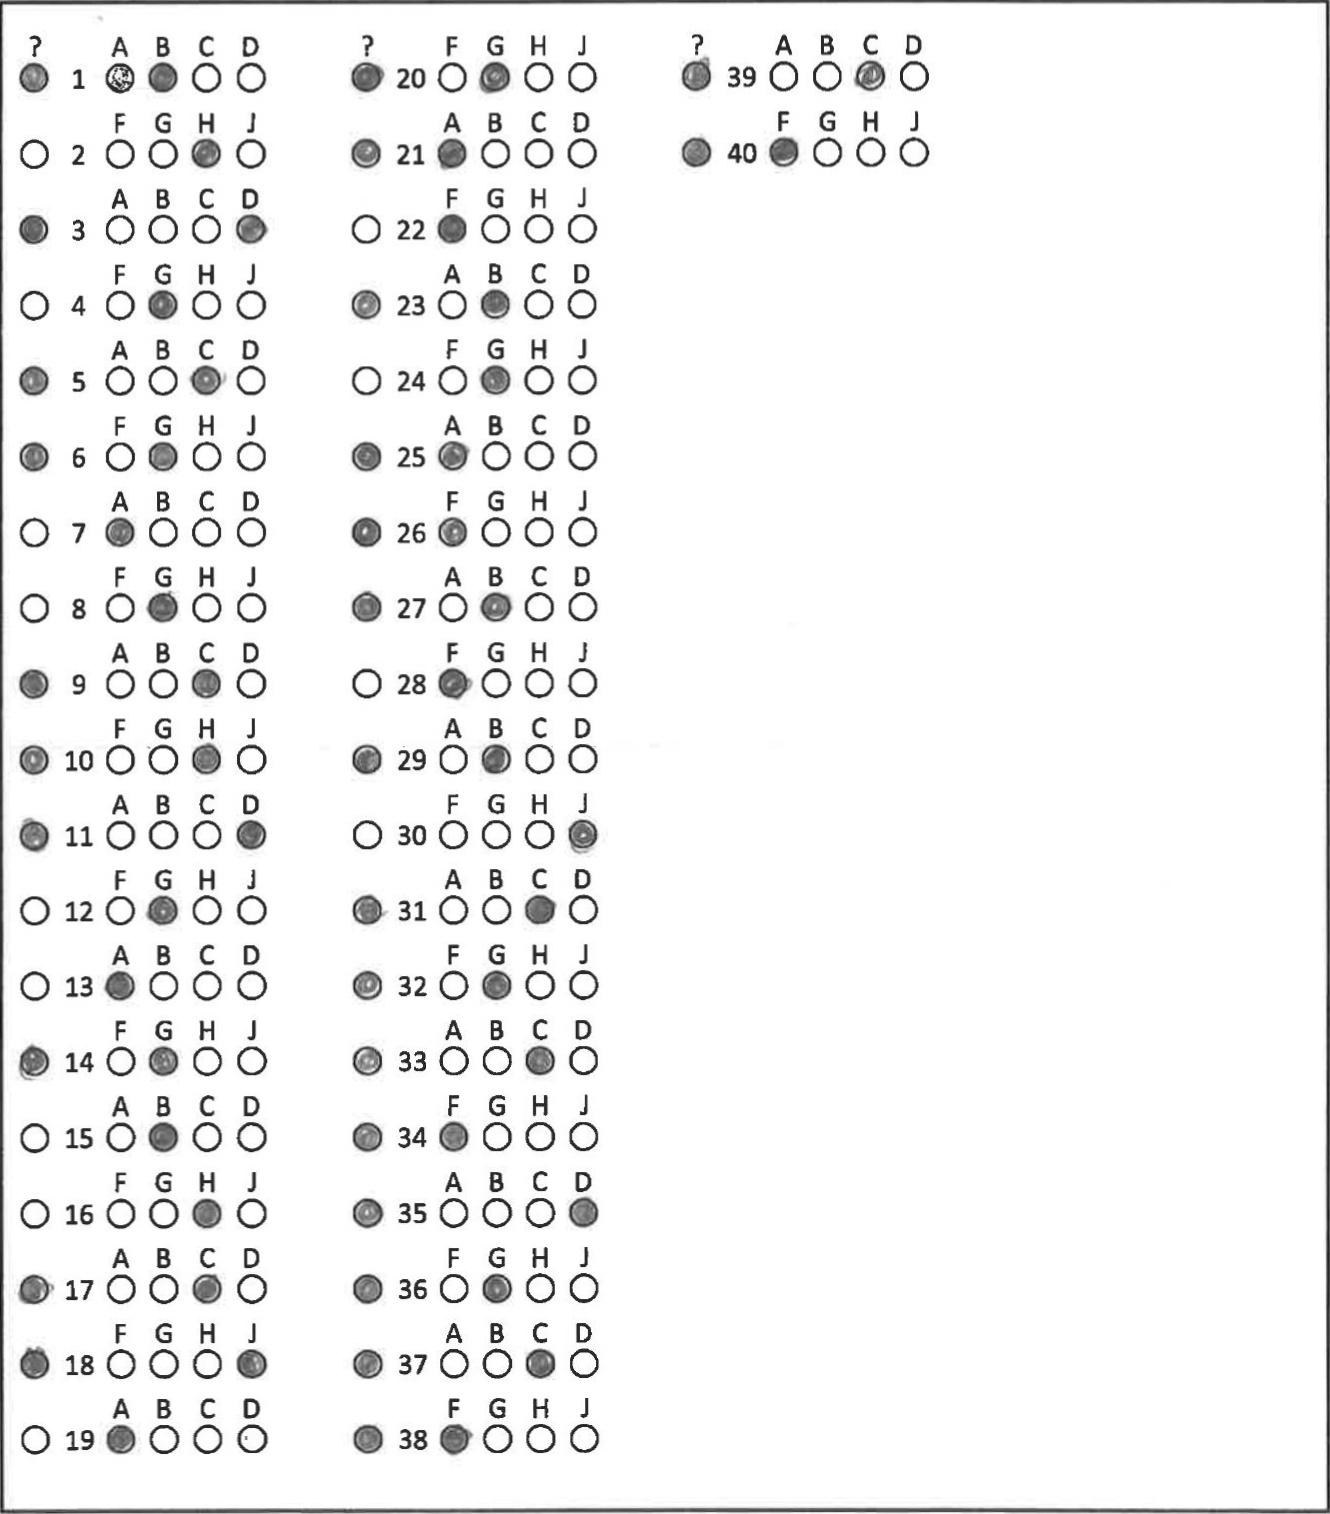 ? A B C D
1
F G H J
2
A B C D
3
F G H J
4
A B C D
5
F G H J
6
A B C D
7
F G H J
8
A B C D
9
F G H J
10
A B C D
11
F G H J
12
A B C D
13
F G H J
14
A B C D
15
F G H J
16
A B C D
17
F G H J
18
A B C D
19
? F G H J
20
A B C D
21
F G H J
22
A B C D
23
F G H J
24
A B C D
25
F G H J
26
A B C D
27
F G H J
28
A B C D
29
F G H J
30
A B C D
31
F G H J
32
A B C D
33
F G H J
34
A B C D
35
F G H J
36
A B C D
37
F G H J
38
? A B C D
39
F G H J
40